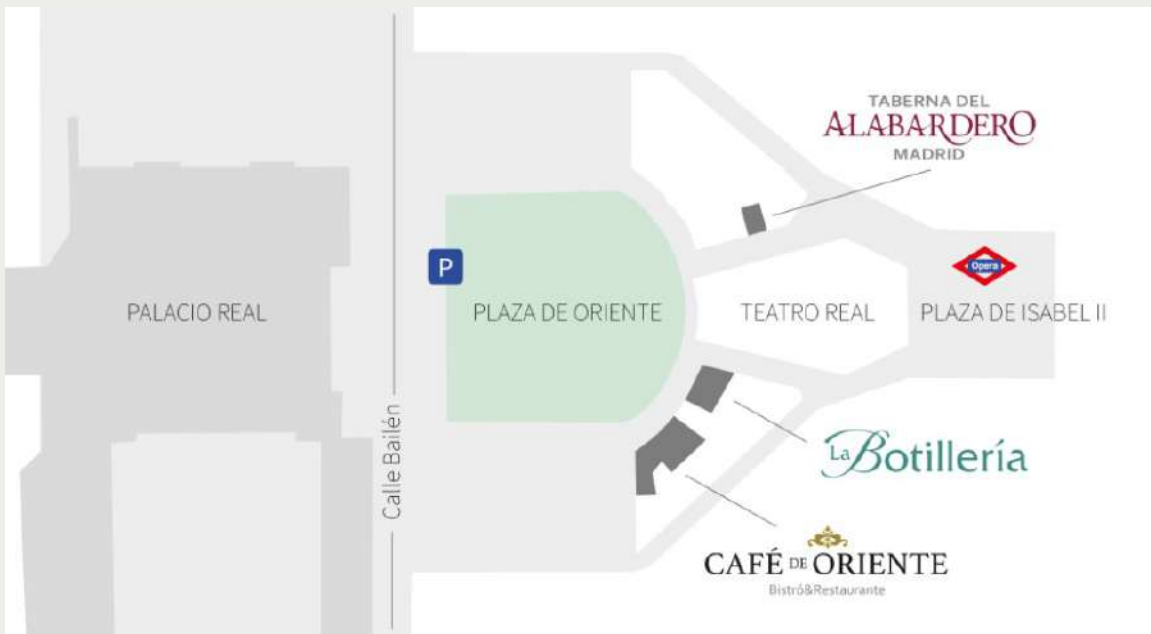 TABERNA DEL
ALABARDERO
MADRID
Opera
P
PALACIO REAL
PLAZA DE ORIENTE
TEATRO REAL
PLAZA DE ISABEL II
Calle Bailén
La Botillería
CAFÉ DE ORIENTE
Bistró&Restaurante